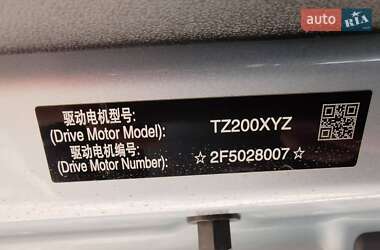 auto RIA
驱动电机型号:
(Drive Motor Model): TZ200XYZ
驱动电机编号:
(Drive Motor Number): ☆ 2F5028007 ☆